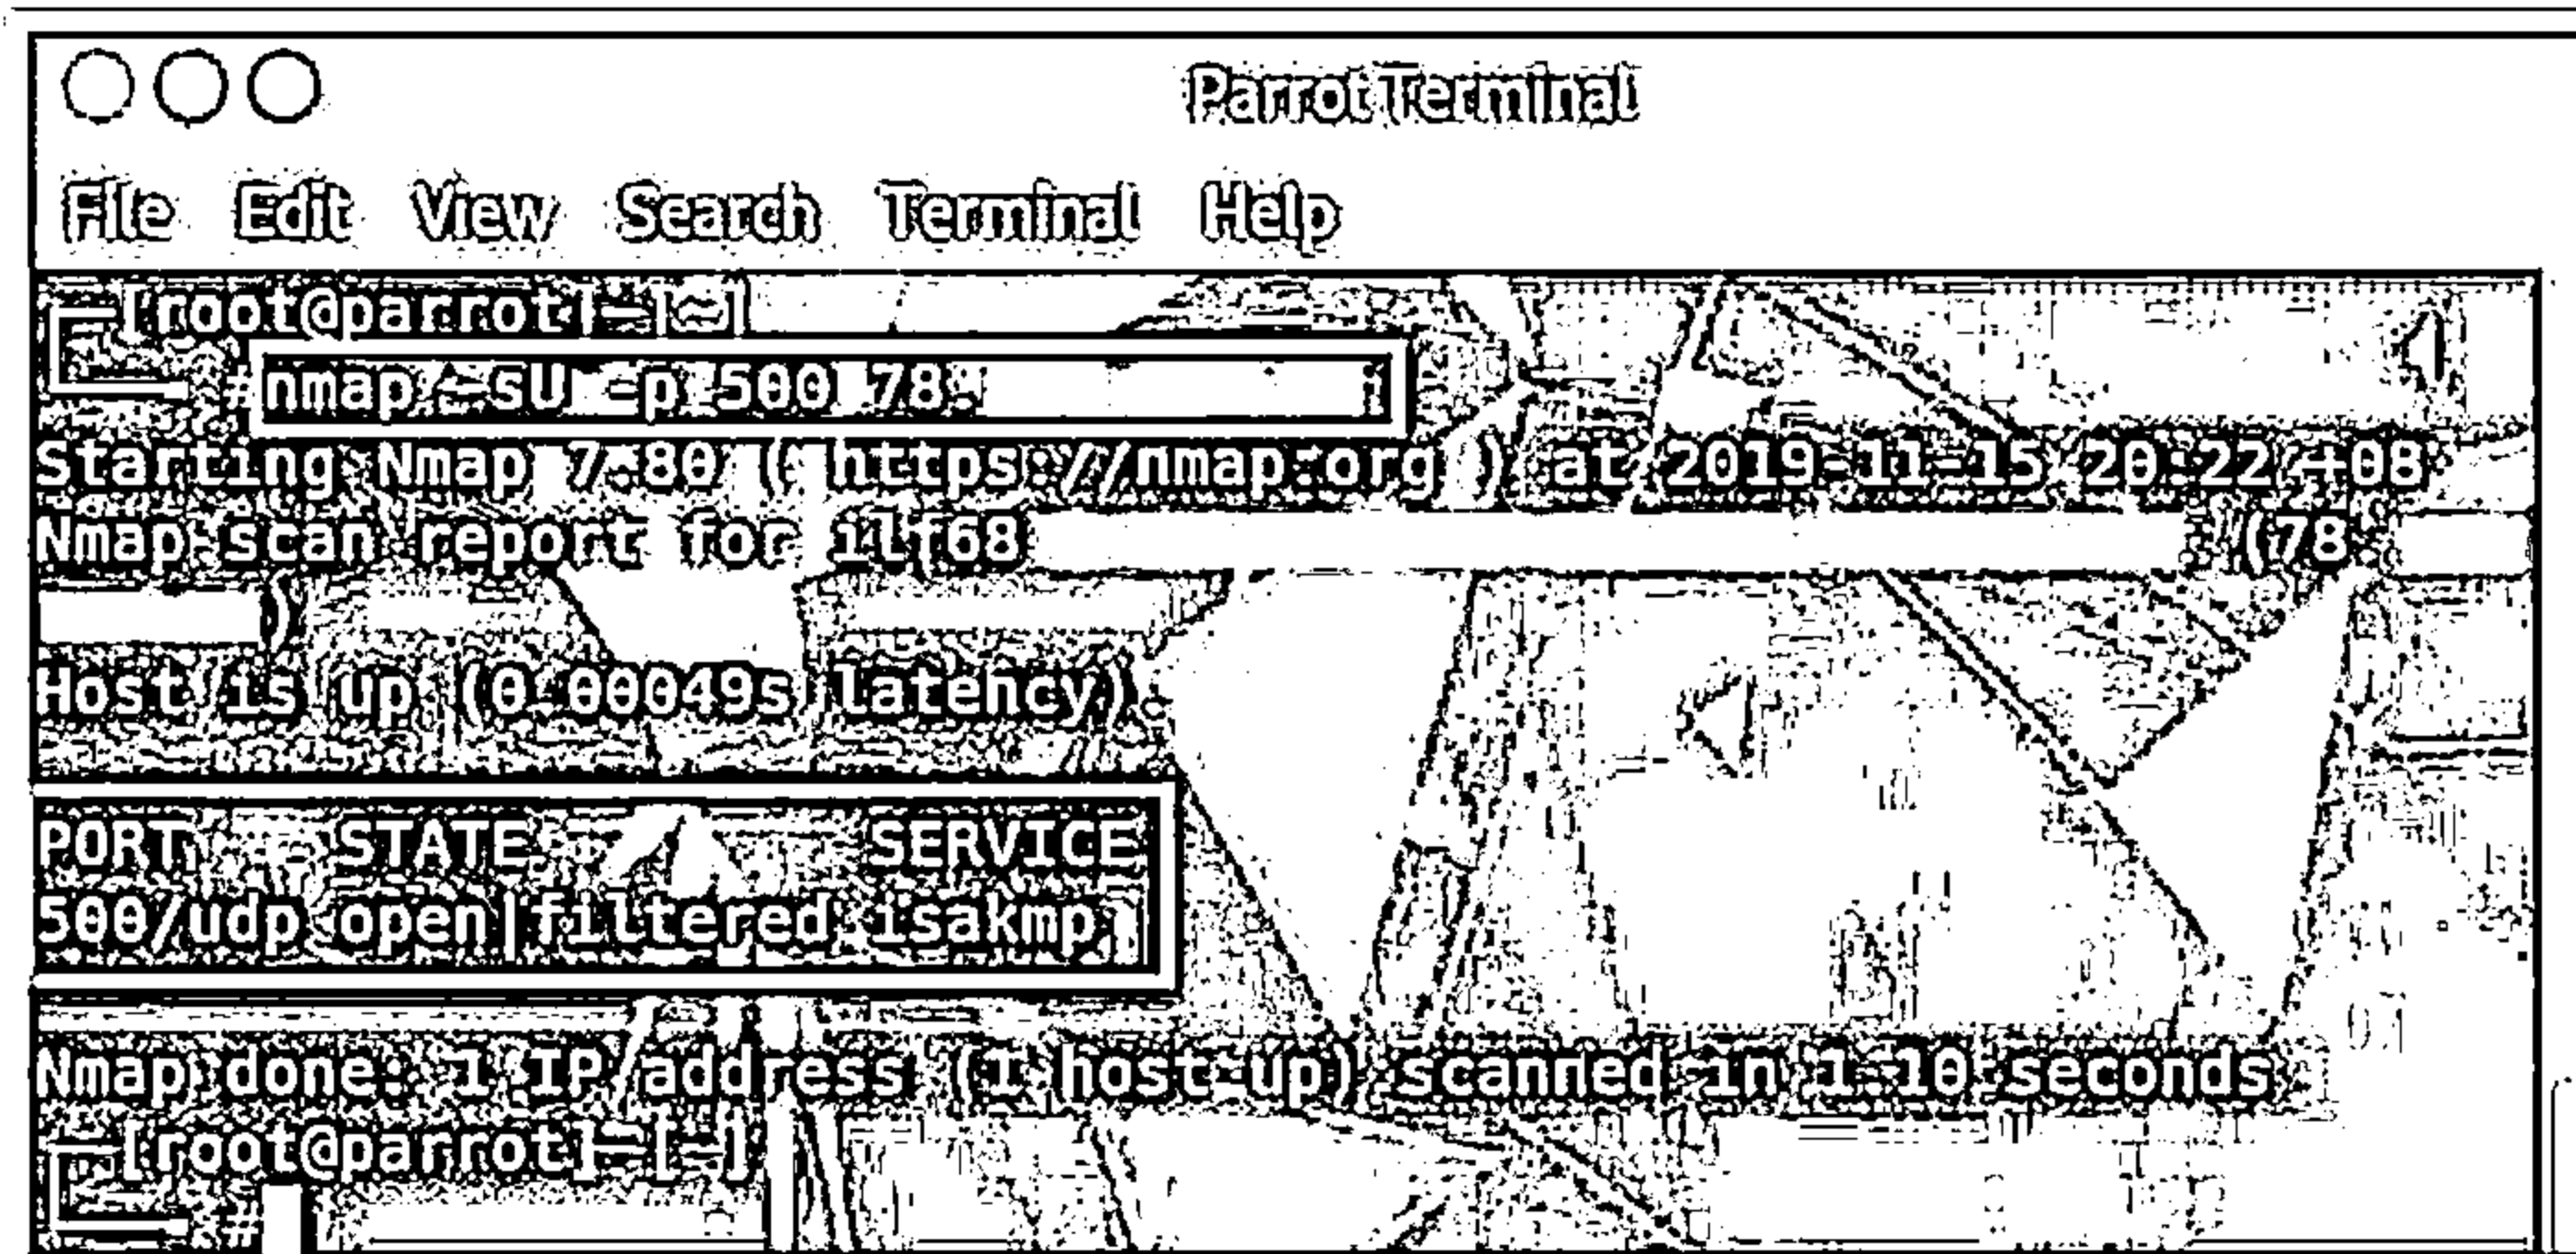 Parrot Terminal
File Edit View Search Terminal Help
[root@parrot]─[~]
#nmap -sU -p 500 78.
Starting Nmap 7.80 ( https://nmap.org ) at 2019-11-15 20:22 +08
Nmap scan report for ilf68 (78.
)
Host is up (0.00049s latency).
PORT STATE SERVICE
500/udp open|filtered isakmp
Nmap done: 1 IP address (1 host up) scanned in 1.10 seconds
[root@parrot]─[~]
#